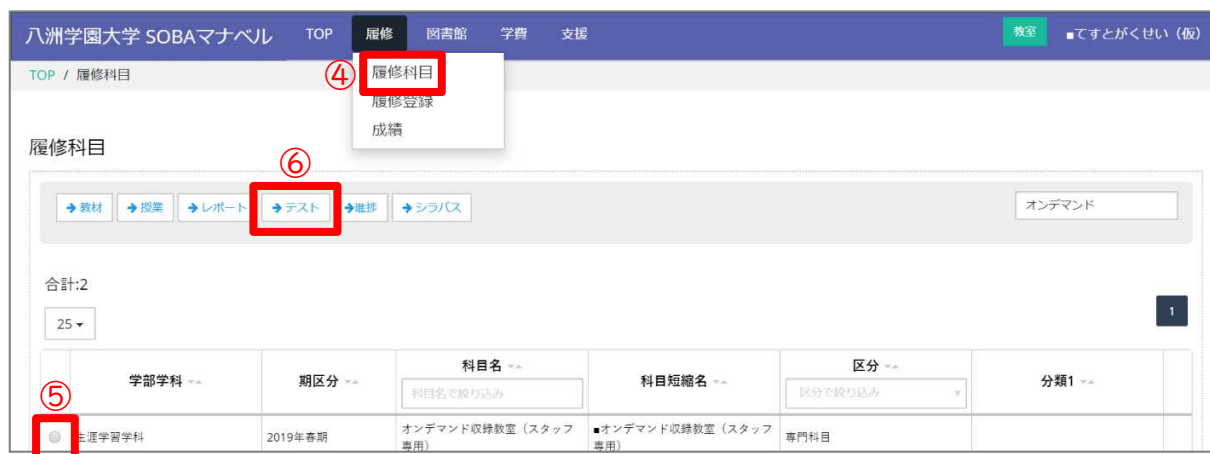 八洲学園大学 SOBAマナベル TOP 履修 図書館 学費 支援 教室 ■てすとがくせい（仮）
TOP / 履修科目
④ 履修科目
履修登録
成績
履修科目
⑥
→教材 →授業 →レポート →テスト →進捗 →シラバス オンデマンド
合計:2
25
1
学部学科 期区分 科目名 科目短縮名 区分 分類1
科目名で絞り込み 区分で絞り込み
⑤
生涯学習学科 2019年春期 オンデマンド収録教室（スタッフ専用） ■オンデマンド収録教室（スタッフ専用） 専門科目